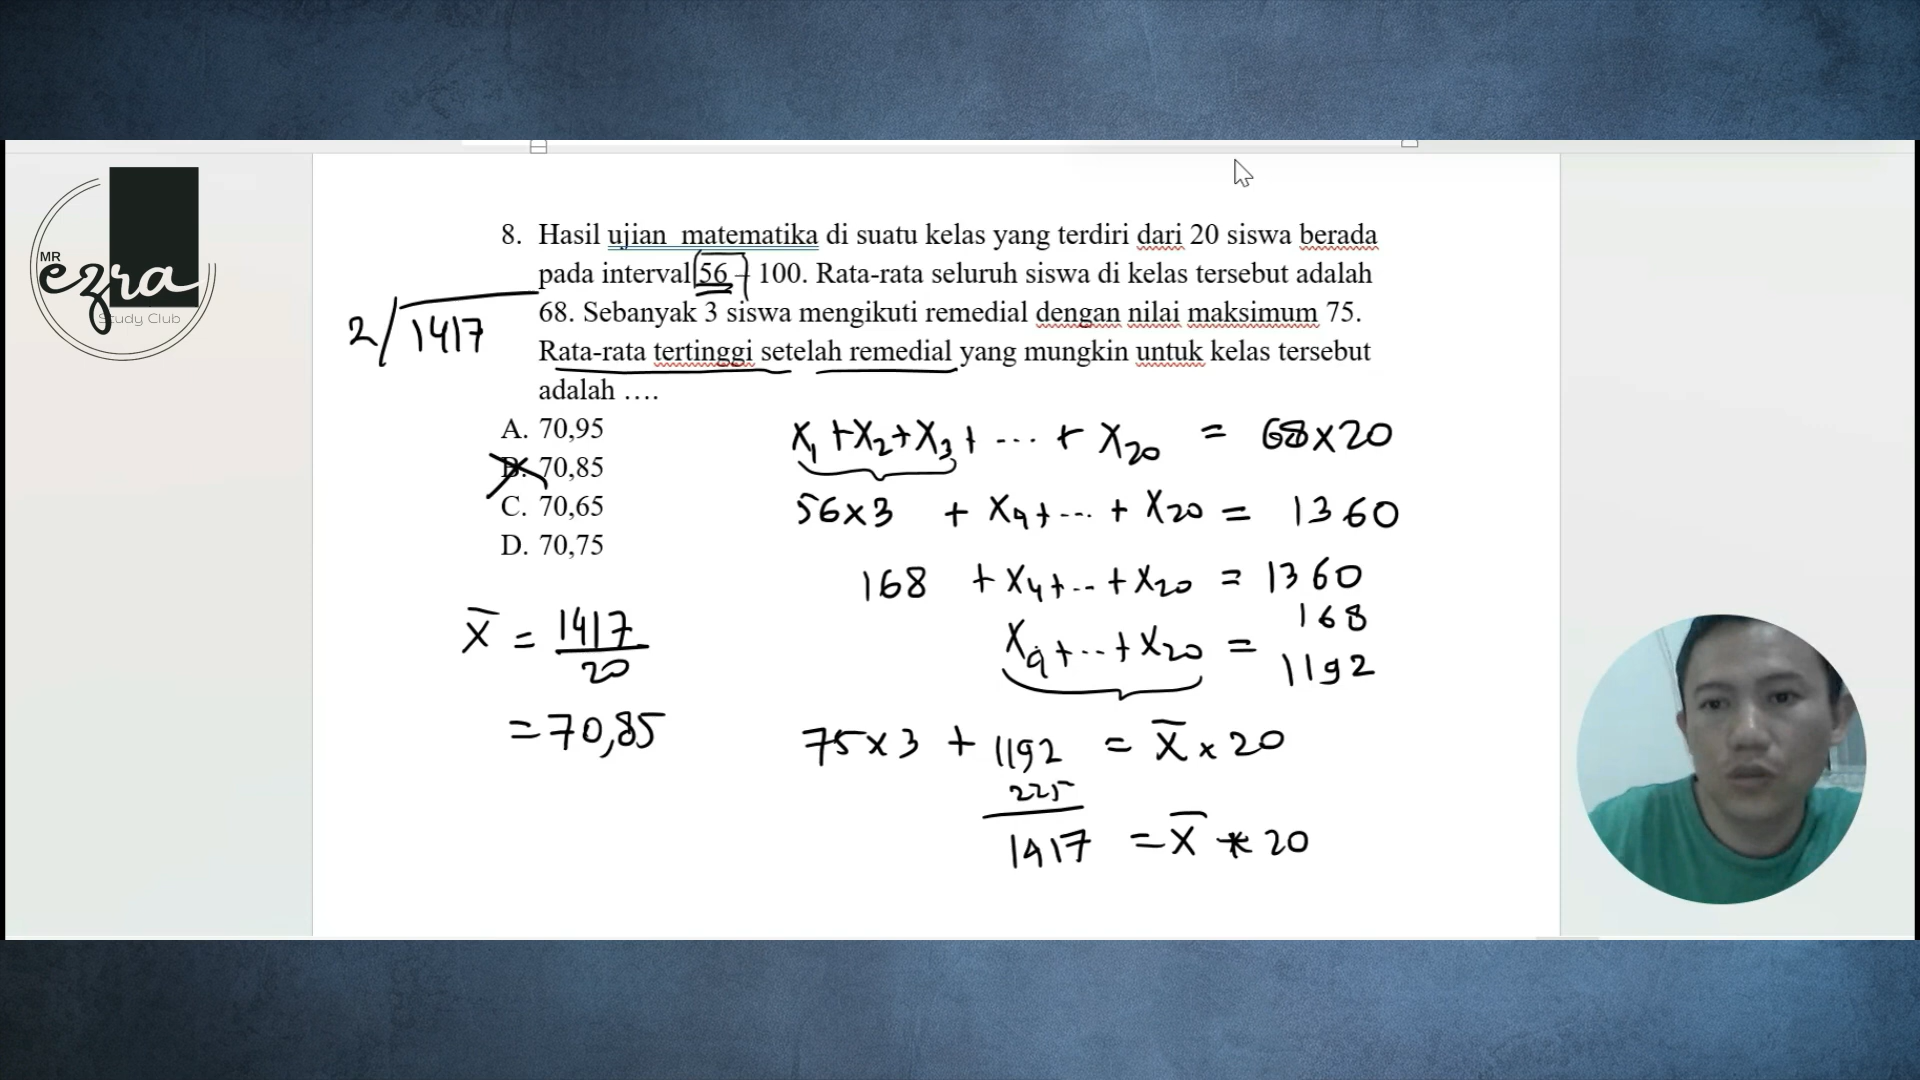 MR
ezra
Study Club
8. Hasil ujian matematika di suatu kelas yang terdiri dari 20 siswa berada
pada interval 56 – 100. Rata-rata seluruh siswa di kelas tersebut adalah
68. Sebanyak 3 siswa mengikuti remedial dengan nilai maksimum 75.
Rata-rata tertinggi setelah remedial yang mungkin untuk kelas tersebut
adalah ….
A. 70,95
B. 70,85
C. 70,65
D. 70,75
2/1417
x̄ = 1417/20
= 70,85
x₁ + x₂ + x₃ + ... + x₂₀ = 68 x 20
56 x 3 + x₄ + ... + x₂₀ = 1360
168 + x₄ + .. + x₂₀ = 1360
168
x₄ + .. + x₂₀ = 1192
75 x 3 + 1192 = x̄ x 20
225
1417 = x̄ * 20